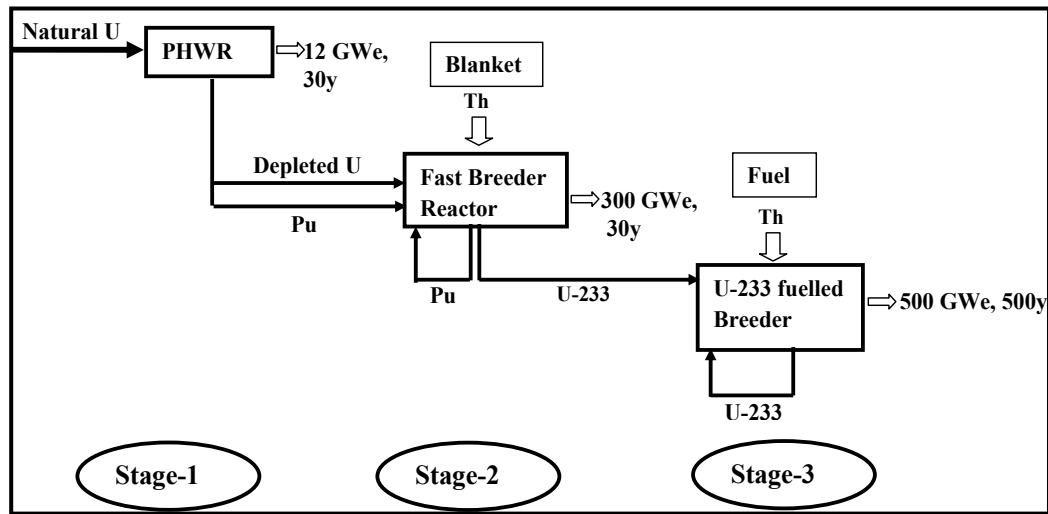 Natural U
PHWR
12 GWe,
30y
Blanket
Th
Depleted U
Pu
Fast Breeder
Reactor
300 GWe,
30y
Fuel
Th
Pu
U-233
U-233 fuelled
Breeder
500 GWe, 500y
U-233
Stage-1
Stage-2
Stage-3